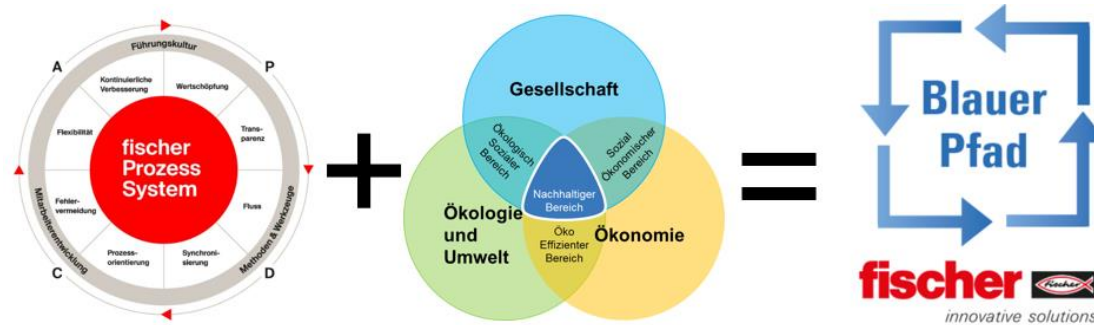 Führungskultur
A
P
Kontinuierliche
Verbesserung
Wertschöpfung
Flexibilität
Trans-
parenz
fischer
Prozess
System
Fehler-
vermeidung
Fluss
Prozess-
orientierung
Synchroni-
sierung
Mitarbeiterentwicklung
Methoden & Werkzeuge
C
D
+
Gesellschaft
Ökologisch
Sozialer
Bereich
Sozial
Ökonomischer
Bereich
Nachhaltiger
Bereich
Ökologie
und
Umwelt
Öko
Effizienter
Bereich
Ökonomie
=
Blauer
Pfad
fischer
fischer
innovative solutions